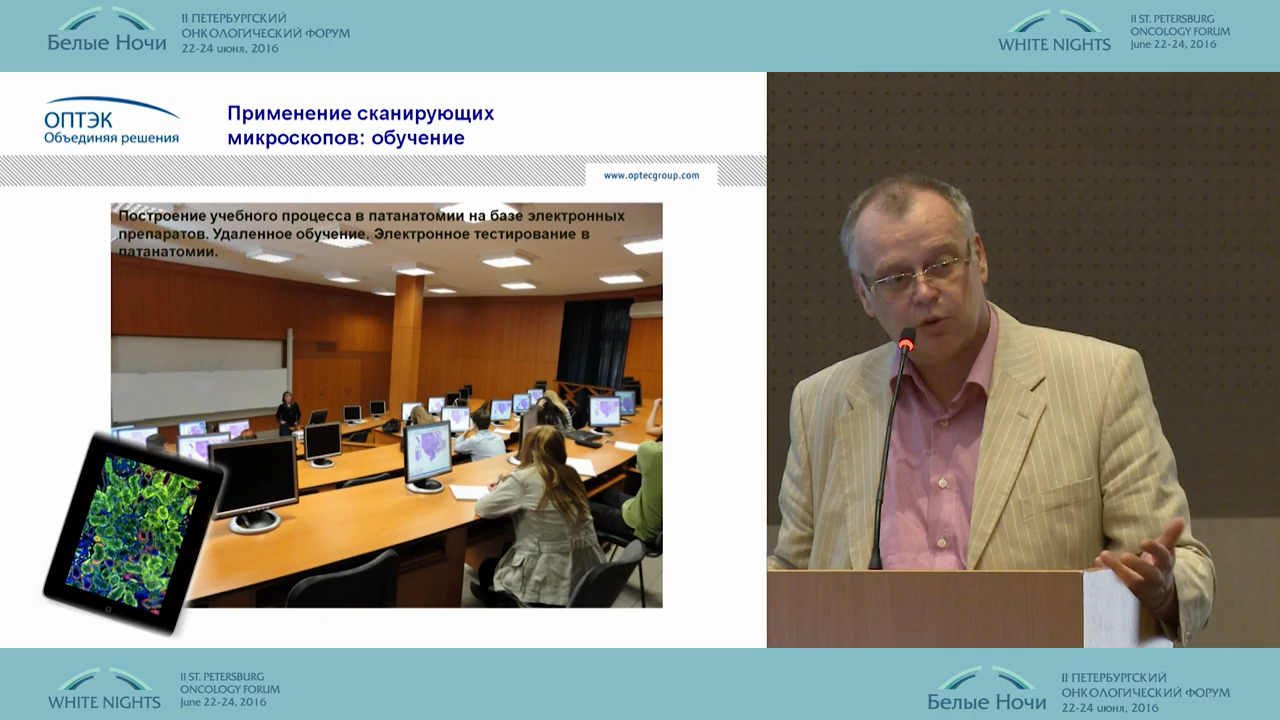 Белые Ночи
II ПЕТЕРБУРГСКИЙ
ОНКОЛОГИЧЕСКИЙ ФОРУМ
22-24 июня, 2016
WHITE NIGHTS
II ST. PETERSBURG
ONCOLOGY FORUM
June 22-24, 2016
ОПТЭК
Объединяя решения
Применение сканирующих
микроскопов: обучение
www.optecgroup.com
Построение учебного процесса в патанатомии на базе электронных
препаратов. Удаленное обучение. Электронное тестирование в
патанатомии.
WHITE NIGHTS
II ST. PETERSBURG
ONCOLOGY FORUM
June 22-24, 2016
Белые Ночи
II ПЕТЕРБУРГСКИЙ
ОНКОЛОГИЧЕСКИЙ ФОРУМ
22-24 июня, 2016